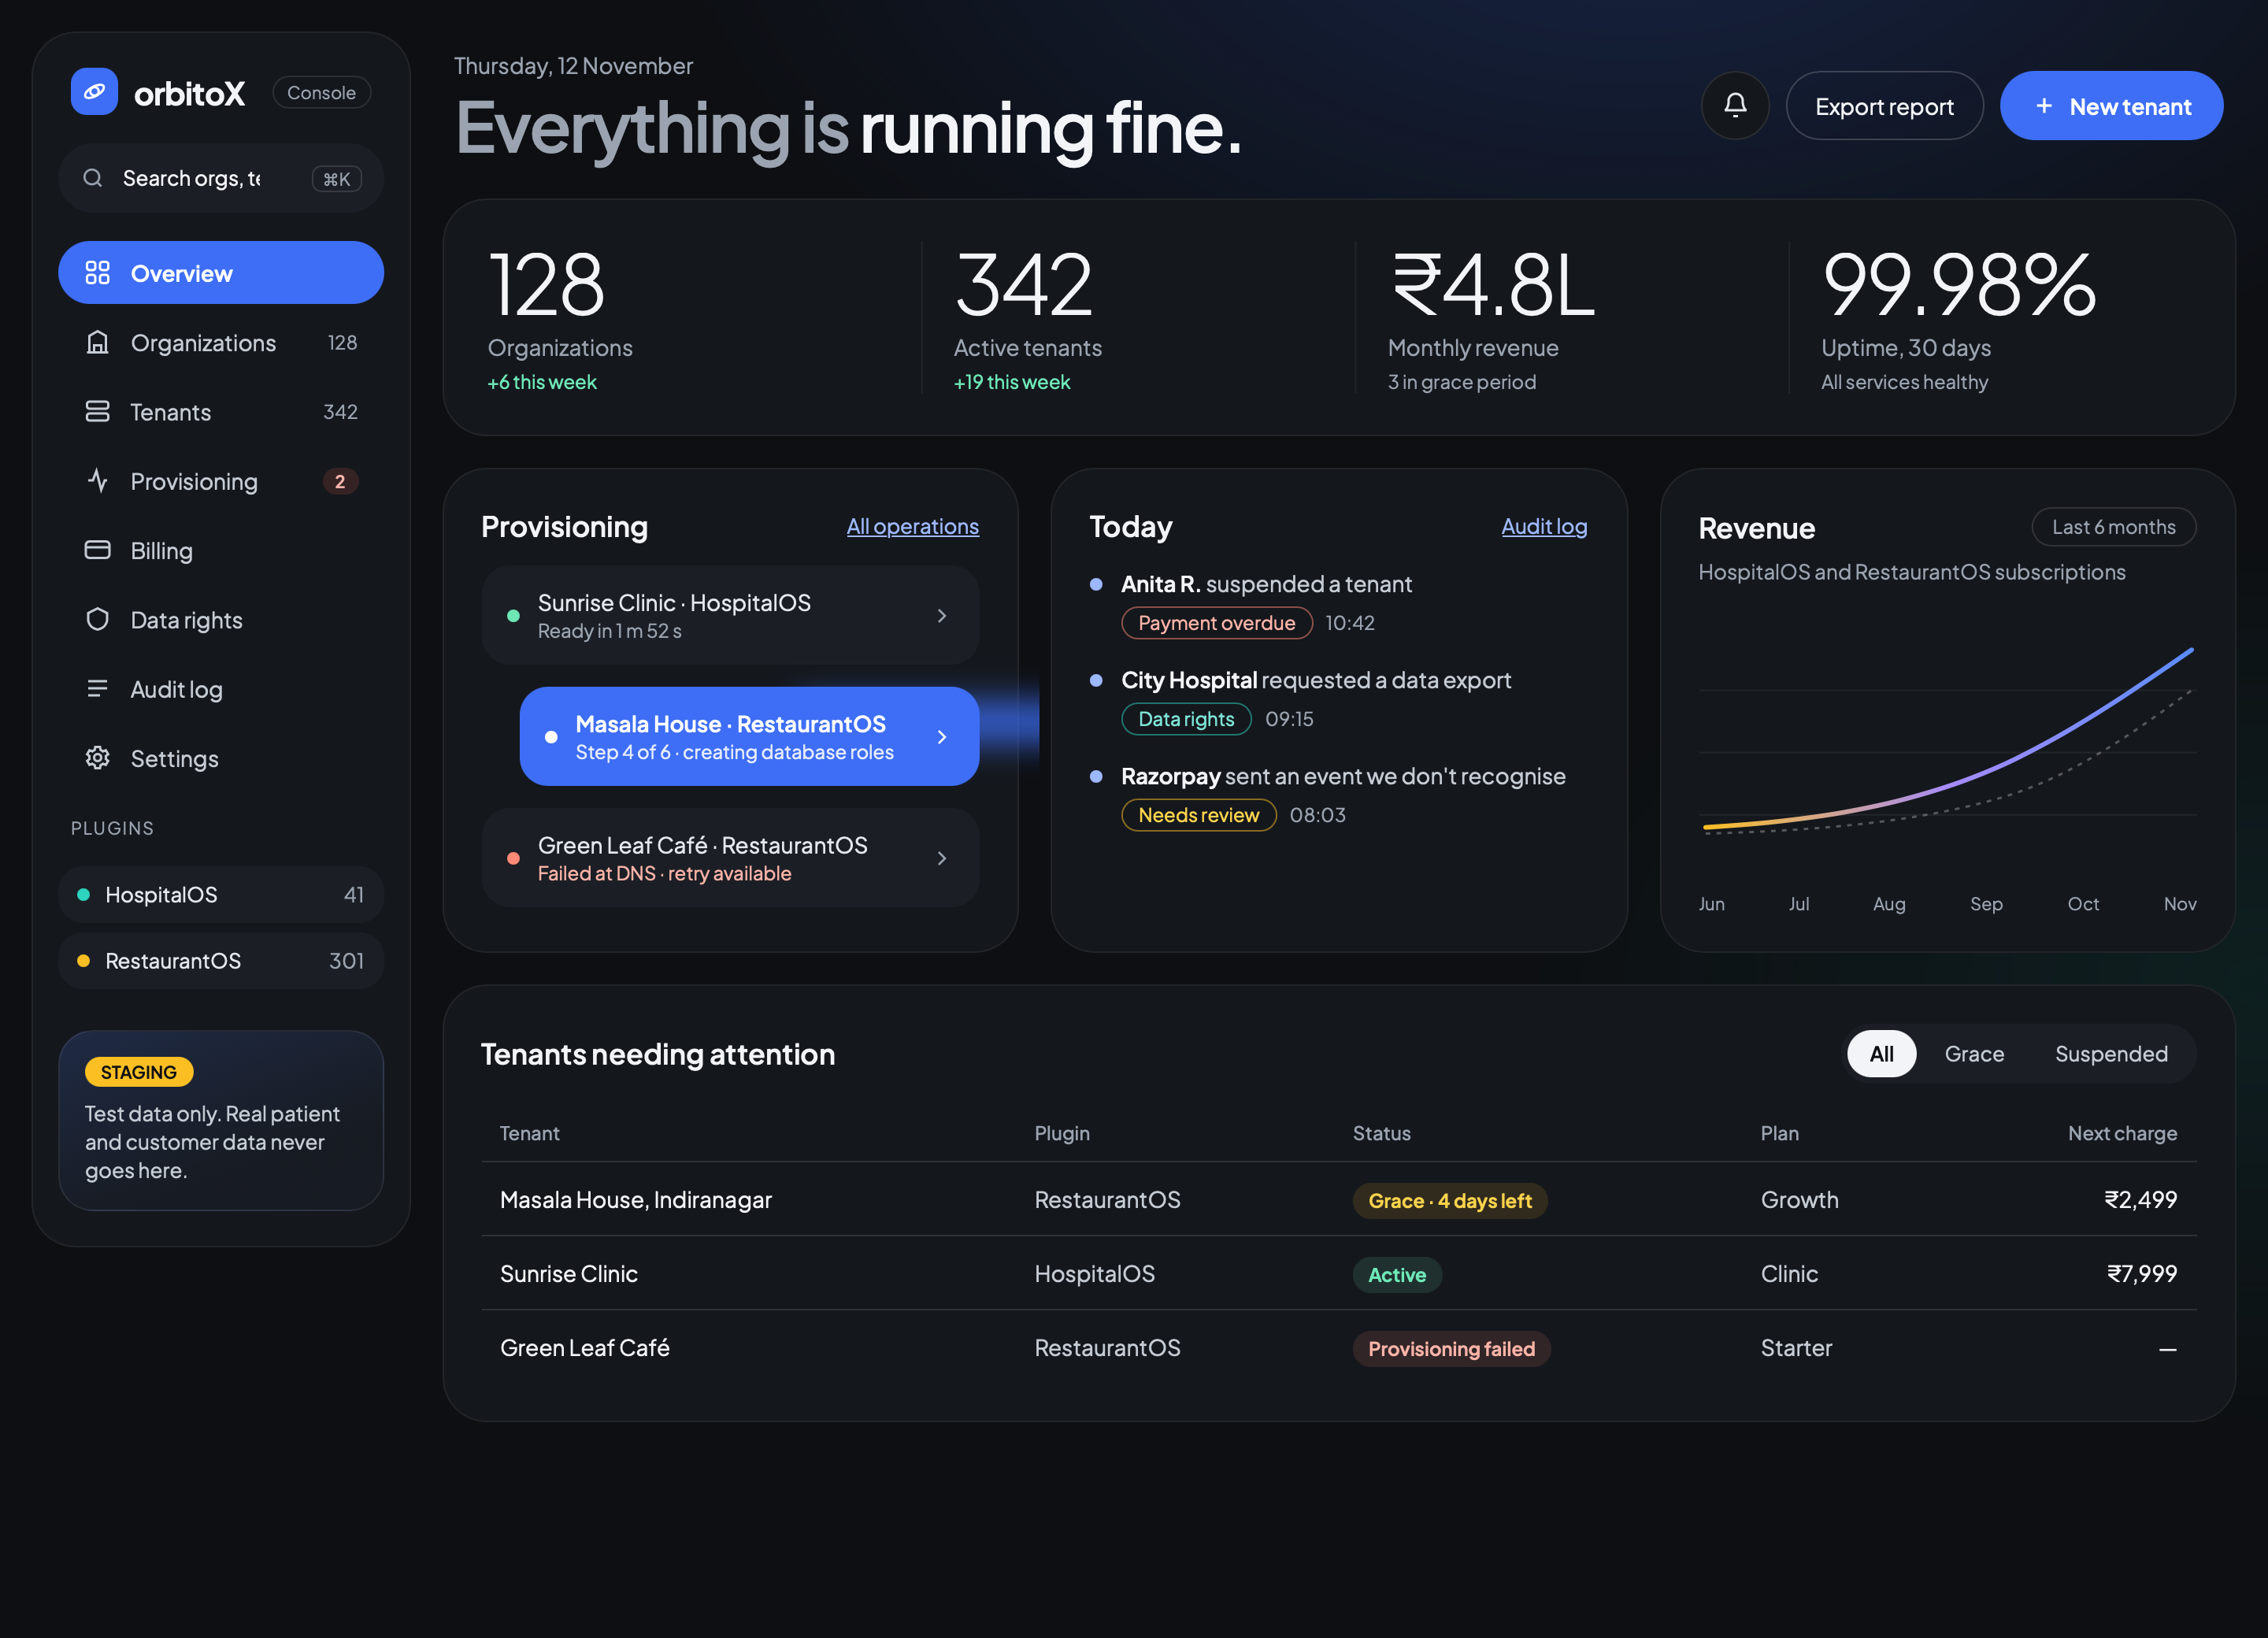 orbitoX
Console
Search orgs, te
⌘K
Overview
Organizations 128
Tenants 342
Provisioning 2
Billing
Data rights
Audit log
Settings
PLUGINS
HospitalOS 41
RestaurantOS 301
STAGING
Test data only. Real patient
and customer data never
goes here.
Thursday, 12 November
Everything is running fine.
Export report
+ New tenant
128
Organizations
+6 this week
342
Active tenants
+19 this week
₹4.8L
Monthly revenue
3 in grace period
99.98%
Uptime, 30 days
All services healthy
Provisioning
All operations
Sunrise Clinic · HospitalOS
Ready in 1 m 52 s
Masala House · RestaurantOS
Step 4 of 6 · creating database roles
Green Leaf Café · RestaurantOS
Failed at DNS · retry available
Today
Audit log
Anita R. suspended a tenant
Payment overdue 10:42
City Hospital requested a data export
Data rights 09:15
Razorpay sent an event we don't recognise
Needs review 08:03
Revenue
Last 6 months
HospitalOS and RestaurantOS subscriptions
Jun Jul Aug Sep Oct Nov
Tenants needing attention
All Grace Suspended
Tenant Plugin Status Plan Next charge
Masala House, Indiranagar RestaurantOS Grace · 4 days left Growth ₹2,499
Sunrise Clinic HospitalOS Active Clinic ₹7,999
Green Leaf Café RestaurantOS Provisioning failed Starter —